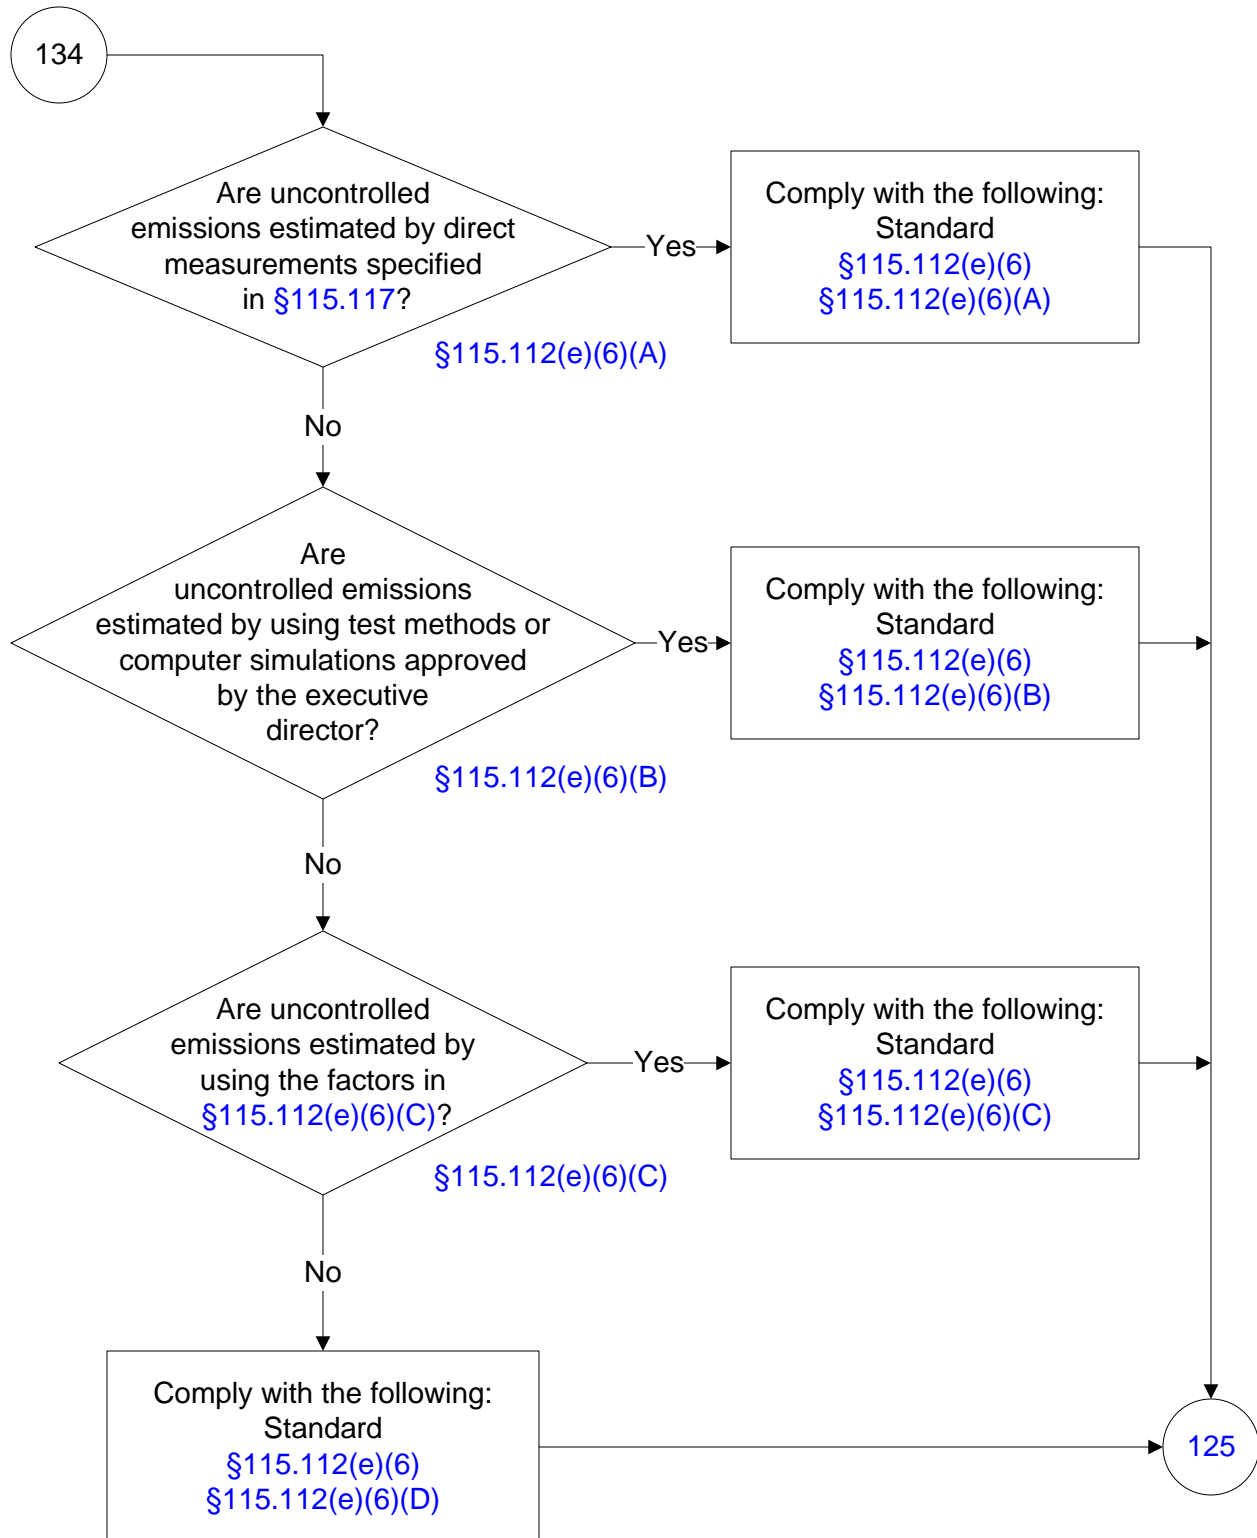 134
Are uncontrolled
emissions estimated by direct
measurements specified
in §115.117?
§115.112(e)(6)(A)
Yes
Comply with the following:
Standard
§115.112(e)(6)
§115.112(e)(6)(A)
No
Are
uncontrolled emissions
estimated by using test methods or
computer simulations approved
by the executive
director?
§115.112(e)(6)(B)
Yes
Comply with the following:
Standard
§115.112(e)(6)
§115.112(e)(6)(B)
No
Are uncontrolled
emissions estimated by
using the factors in
§115.112(e)(6)(C)?
§115.112(e)(6)(C)
Yes
Comply with the following:
Standard
§115.112(e)(6)
§115.112(e)(6)(C)
No
Comply with the following:
Standard
§115.112(e)(6)
§115.112(e)(6)(D)
125